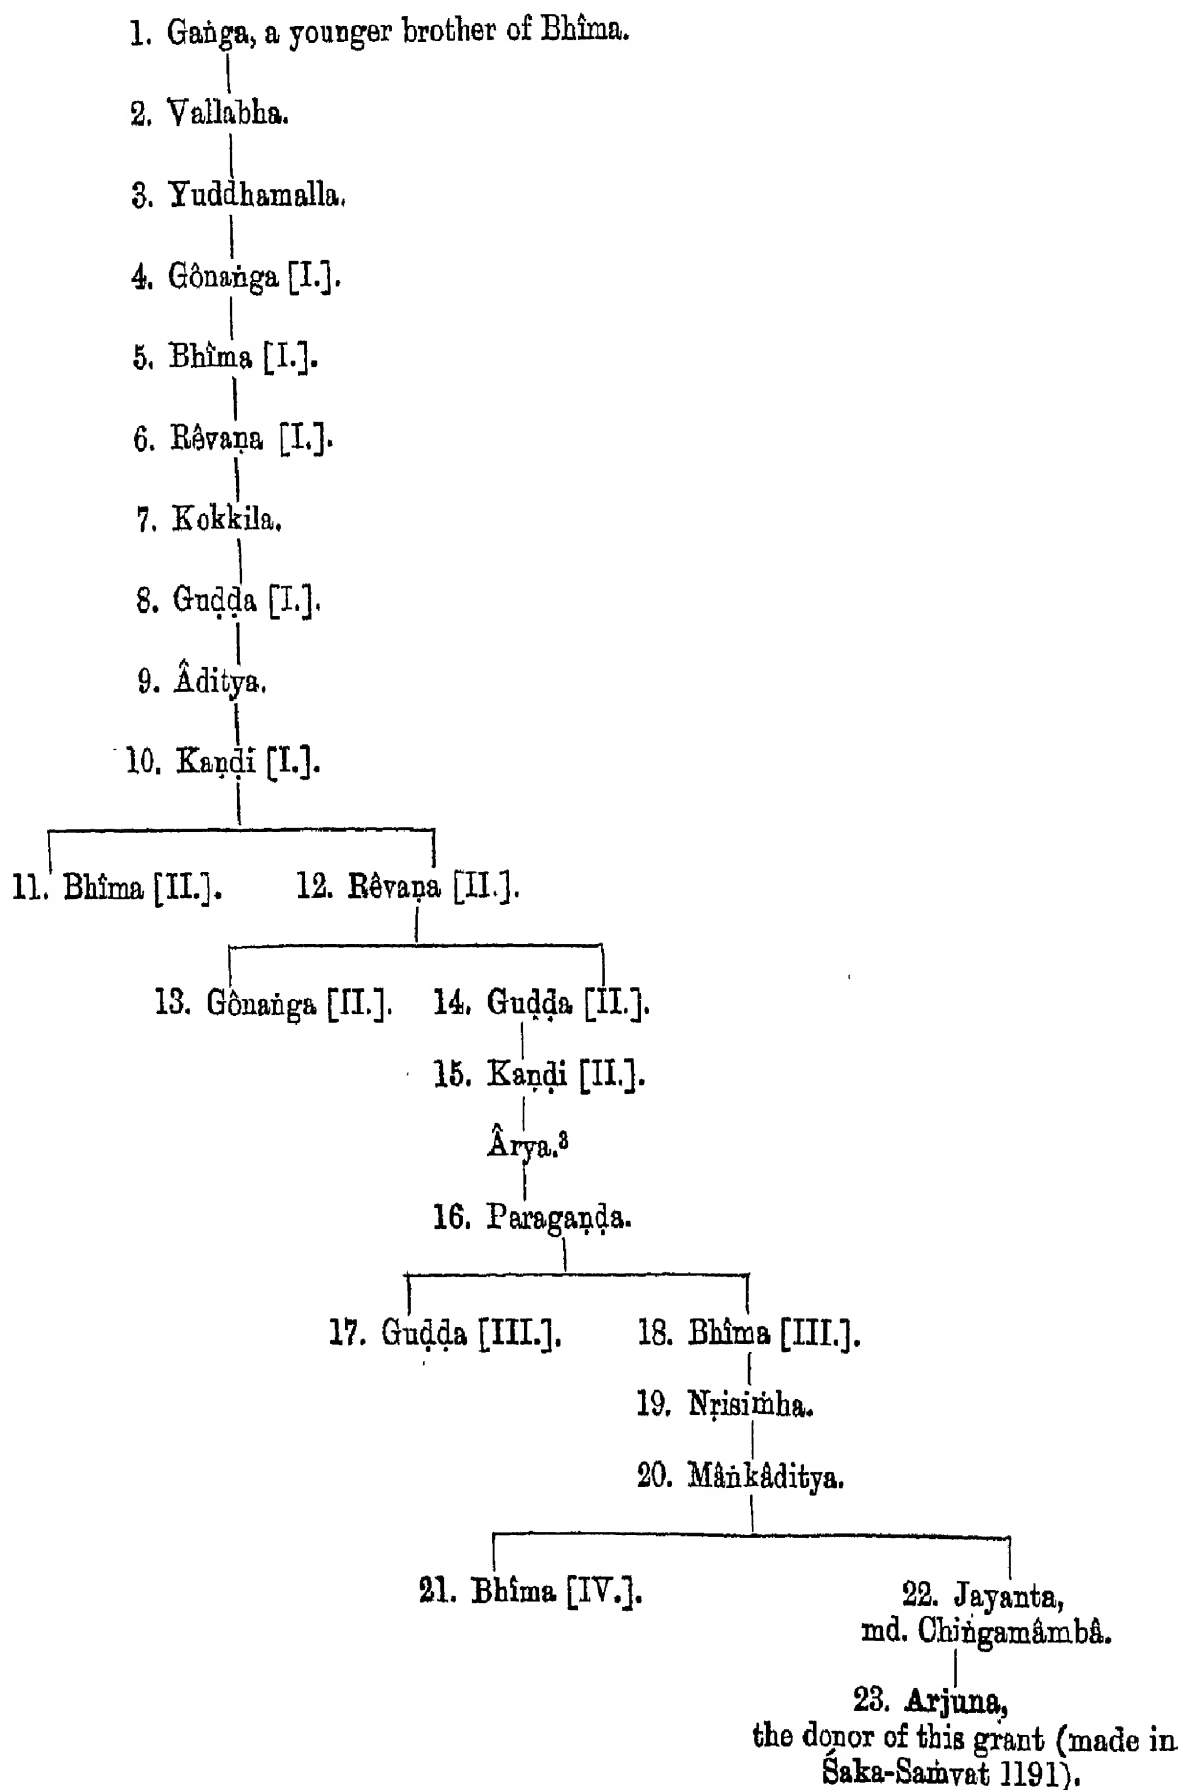 1. Gaṅga, a younger brother of Bhîma.
2. Vallabha.
3. Yuddhamalla.
4. Gônaṅga [I.].
5. Bhîma [I.].
6. Rêvaṇa [I.].
7. Kokkila.
8. Guḍḍa [I.].
9. Âditya.
10. Kaṇḍi [I.].
11. Bhîma [II.]. 12. Rêvaṇa [II.].
13. Gônaṅga [II.]. 14. Guḍḍa [II.].
15. Kaṇḍi [II.].
Ârya.³
16. Paragaṇḍa.
17. Guḍḍa [III.]. 18. Bhîma [III.].
19. Nṛisiṁha.
20. Mâṅkâditya.
21. Bhîma [IV.]. 22. Jayanta,
md. Chiṅgamâmbâ.
23. Arjuna,
the donor of this grant (made in
Śaka-Saṁvat 1191).